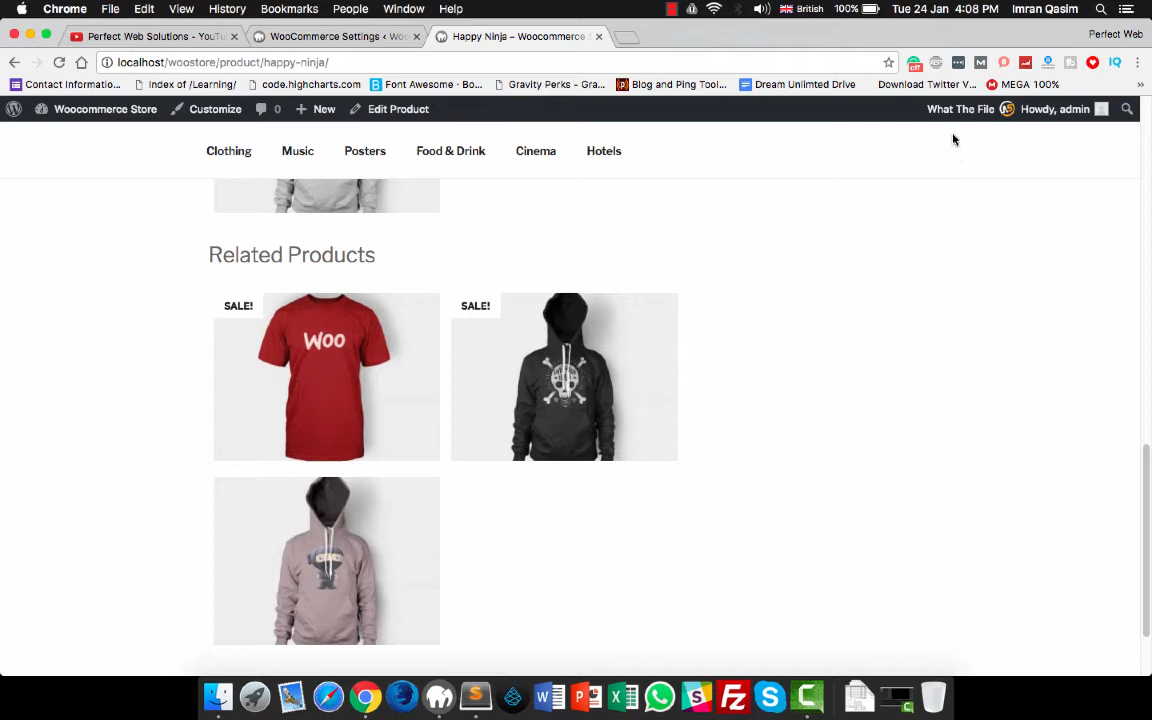 Chrome File Edit View History Bookmarks People Window Help British 100% Tue 24 Jan 4:08 PM Imran Qasim
Perfect Web Solutions - YouTu WooCommerce Settings ‹ Woo Happy Ninja – Woocommerce S Perfect Web
localhost/woostore/product/happy-ninja/
Contact Informatio... Index of /Learning/ code.highcharts.com Font Awesome · Bo... Gravity Perks - Gra... Blog and Ping Tool... Dream Unlimted Drive Download Twitter V... MEGA 100% »
Woocommerce Store Customize 0 New Edit Product What The File Howdy, admin
Clothing Music Posters Food & Drink Cinema Hotels
Related Products
SALE! SALE!
Woo